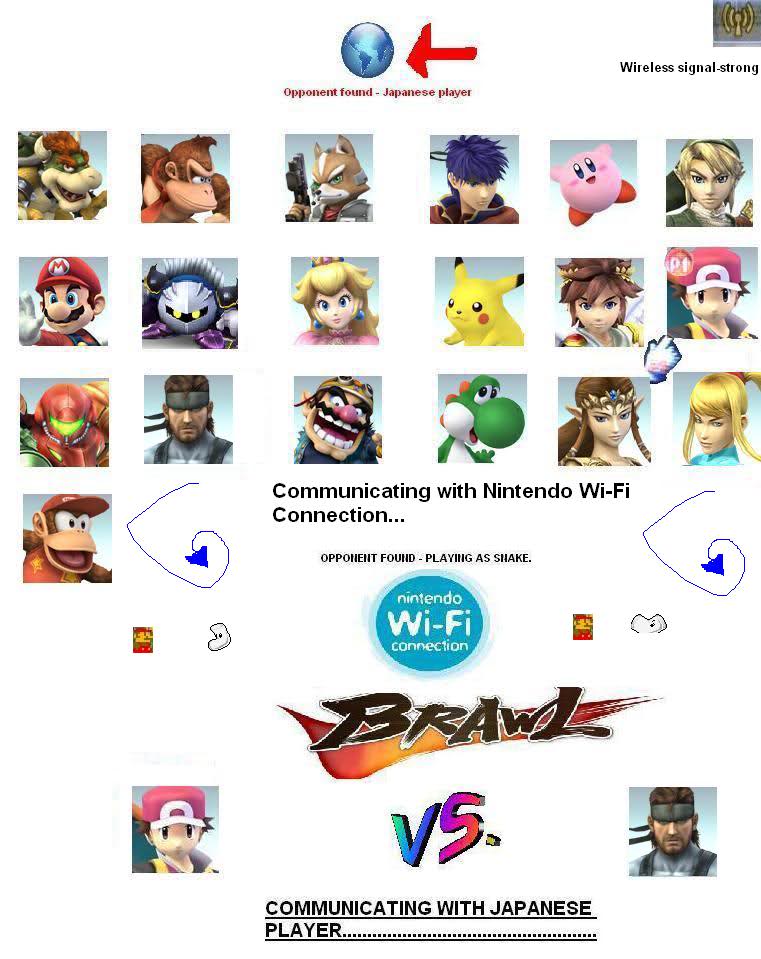 Wireless signal-strong
Opponent found - Japanese player
M
P1
Communicating with Nintendo Wi-Fi
Connection...
OPPONENT FOUND - PLAYING AS SNAKE.
nintendo
Wi-Fi
connection
BRAWL
VS.
COMMUNICATING WITH JAPANESE
PLAYER...................................................